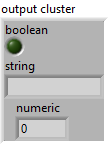 output cluster
boolean
string
numeric
0